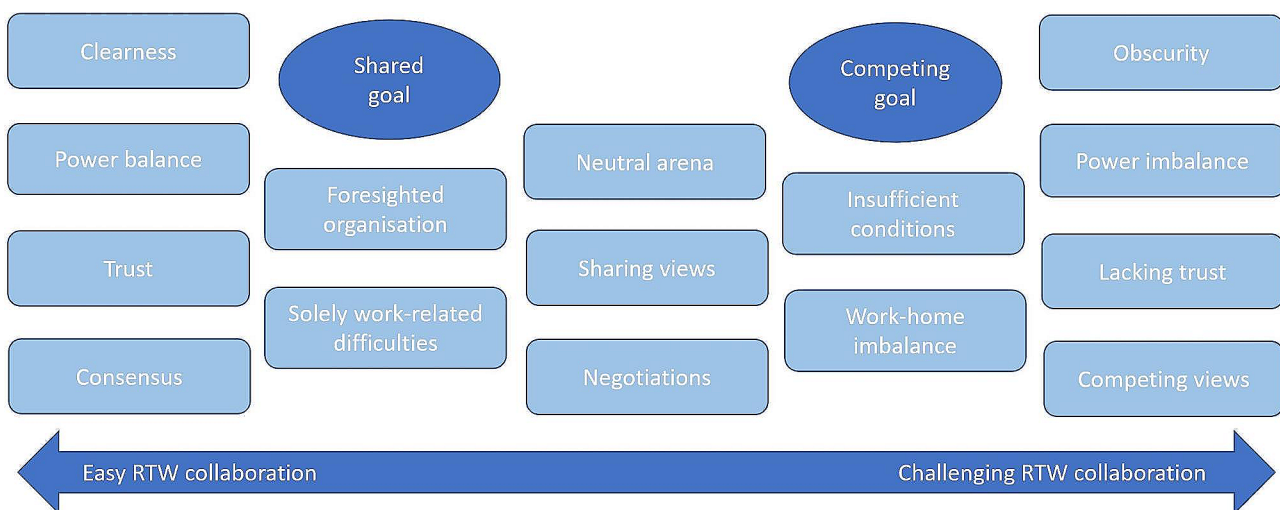 Clearness
Power balance
Trust
Consensus
Shared
goal
Foresighted
organisation
Solely work-related
difficulties
Neutral arena
Sharing views
Negotiations
Competing
goal
Insufficient
conditions
Work-home
imbalance
Obscurity
Power imbalance
Lacking trust
Competing views
Easy RTW collaboration
Challenging RTW collaboration